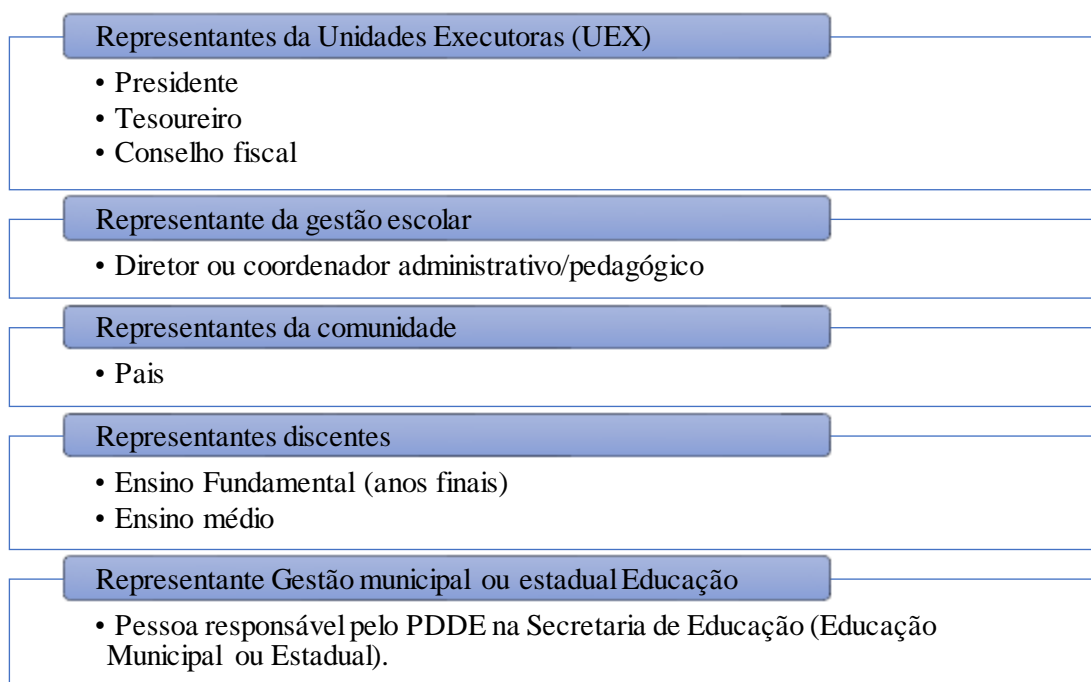 Representantes da Unidades Executoras (UEX)
• Presidente
• Tesoureiro
• Conselho fiscal
Representante da gestão escolar
• Diretor ou coordenador administrativo/pedagógico
Representantes da comunidade
• Pais
Representantes discentes
• Ensino Fundamental (anos finais)
• Ensino médio
Representante Gestão municipal ou estadual Educação
• Pessoa responsável pelo PDDE na Secretaria de Educação (Educação
Municipal ou Estadual).